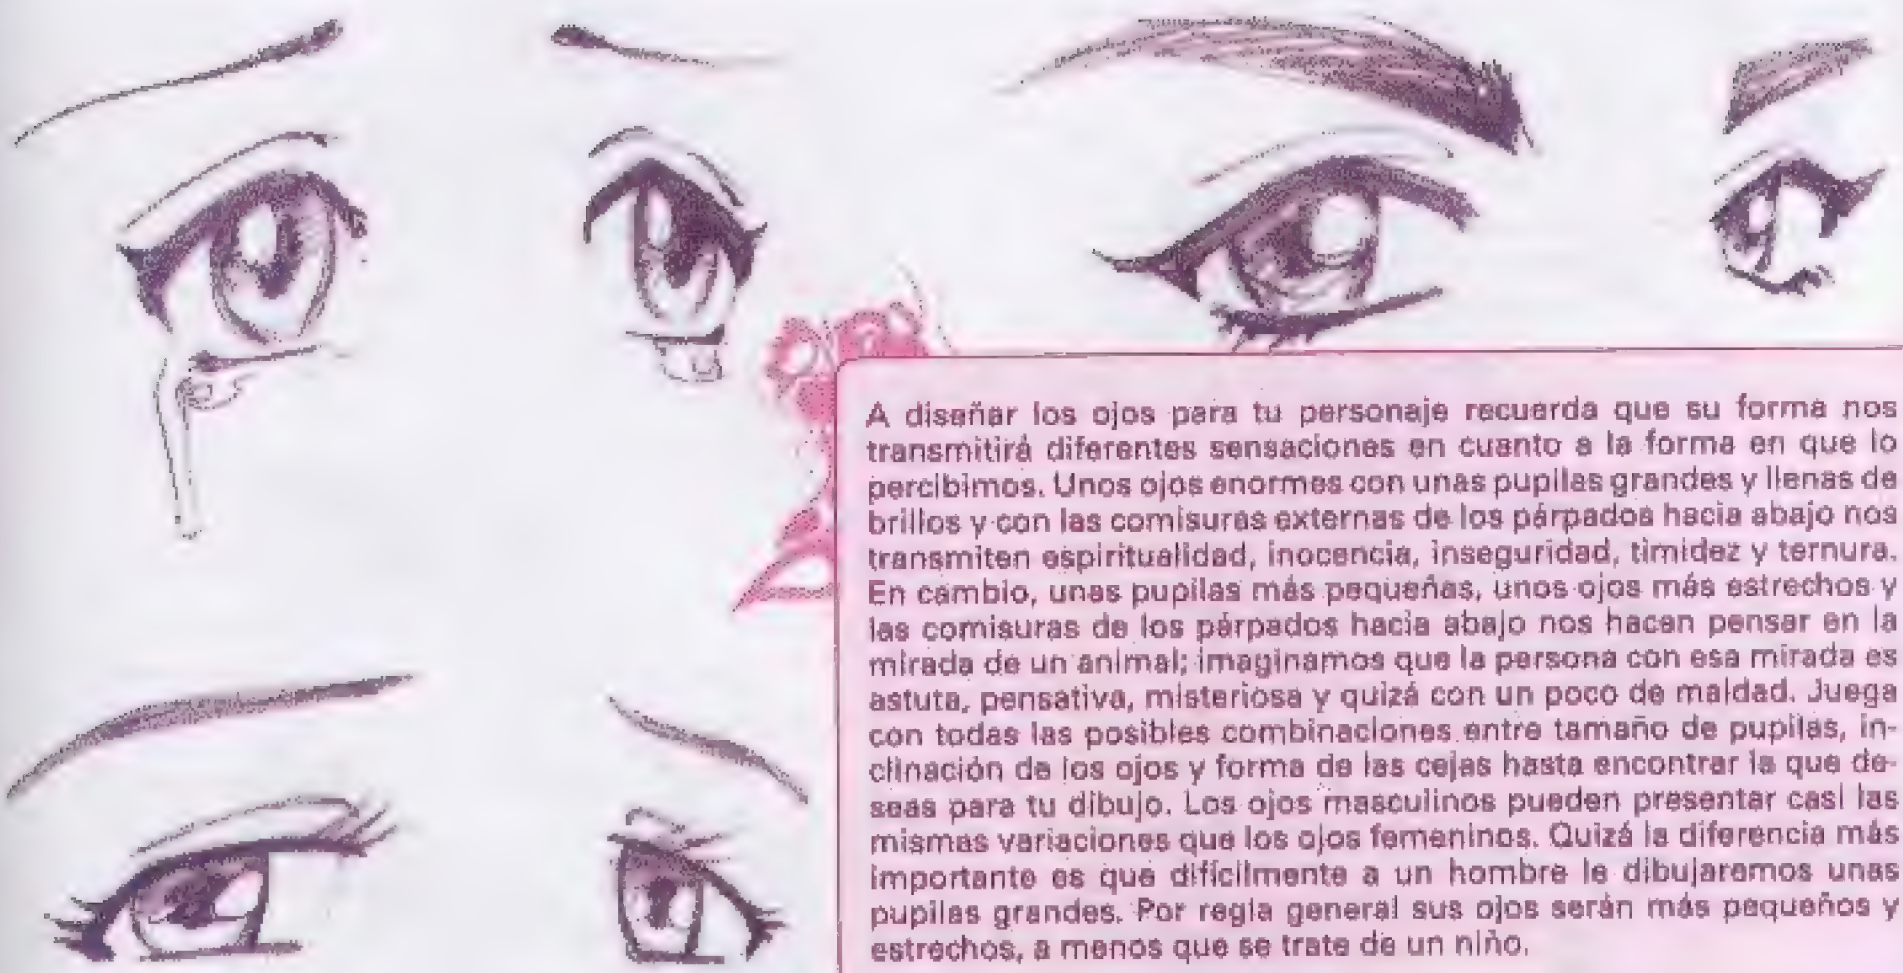 A diseñar los ojos para tu personaje recuerda que su forma nos
transmitirá diferentes sensaciones en cuanto a la forma en que lo
percibimos. Unos ojos enormes con unas pupilas grandes y llenas de
brillos y con las comisuras externas de los párpados hacia abajo nos
transmiten espiritualidad, inocencia, inseguridad, timidez y ternura.
En cambio, unas pupilas más pequeñas, unos ojos más estrechos y
las comisuras de los párpados hacia abajo nos hacen pensar en la
mirada de un animal; imaginamos que la persona con esa mirada es
astuta, pensativa, misteriosa y quizá con un poco de maldad. Juega
con todas las posibles combinaciones entre tamaño de pupilas, in-
clinación de los ojos y forma de las cejas hasta encontrar la que de-
seas para tu dibujo. Los ojos masculinos pueden presentar casi las
mismas variaciones que los ojos femeninos. Quizá la diferencia más
importante es que difícilmente a un hombre le dibujaremos unas
pupilas grandes. Por regla general sus ojos serán más pequeños y
estrechos, a menos que se trate de un niño.